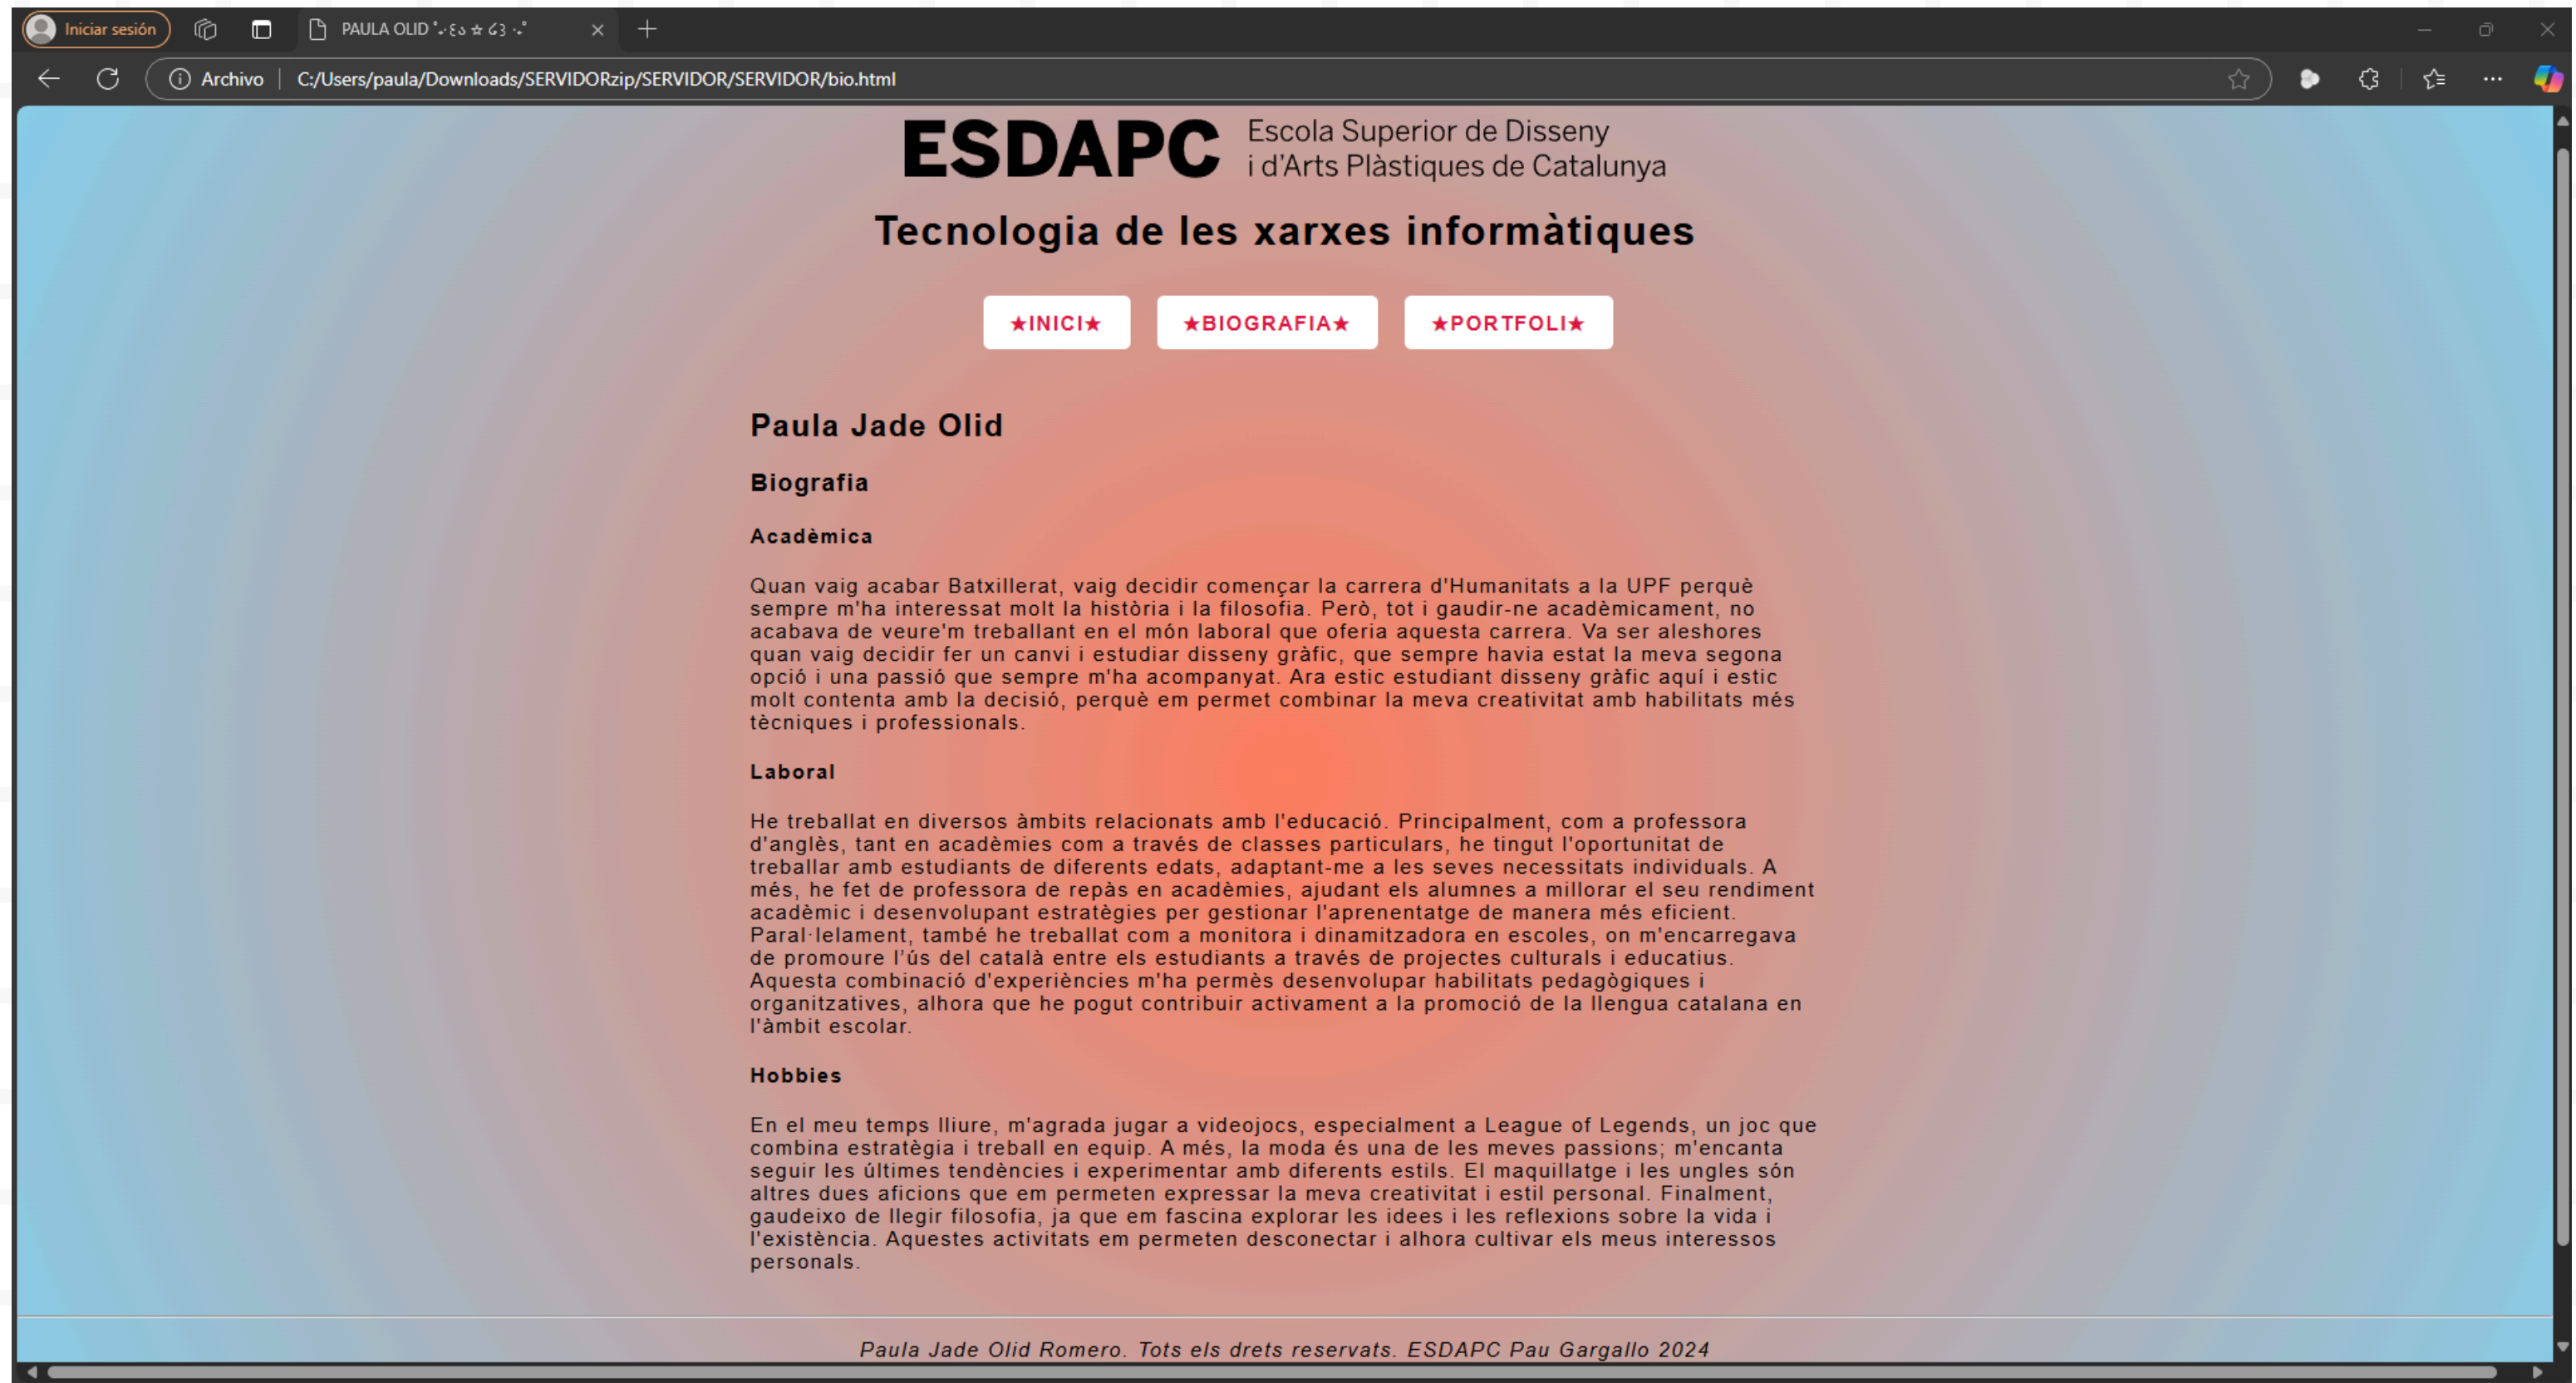 Iniciar sesión
PAULA OLID ˚₊‧꒰ა ☆ ໒꒱ ‧₊˚
Archivo | C:/Users/paula/Downloads/SERVIDORzip/SERVIDOR/SERVIDOR/bio.html
ESDAPC
Escola Superior de Disseny
i d'Arts Plàstiques de Catalunya
Tecnologia de les xarxes informàtiques
★INICI★ ★BIOGRAFIA★ ★PORTFOLI★
Paula Jade Olid
Biografia
Acadèmica
Quan vaig acabar Batxillerat, vaig decidir començar la carrera d'Humanitats a la UPF perquè
sempre m'ha interessat molt la història i la filosofia. Però, tot i gaudir-ne acadèmicament, no
acabava de veure'm treballant en el món laboral que oferia aquesta carrera. Va ser aleshores
quan vaig decidir fer un canvi i estudiar disseny gràfic, que sempre havia estat la meva segona
opció i una passió que sempre m'ha acompanyat. Ara estic estudiant disseny gràfic aquí i estic
molt contenta amb la decisió, perquè em permet combinar la meva creativitat amb habilitats més
tècniques i professionals.
Laboral
He treballat en diversos àmbits relacionats amb l'educació. Principalment, com a professora
d'anglès, tant en acadèmies com a través de classes particulars, he tingut l'oportunitat de
treballar amb estudiants de diferents edats, adaptant-me a les seves necessitats individuals. A
més, he fet de professora de repàs en acadèmies, ajudant els alumnes a millorar el seu rendiment
acadèmic i desenvolupant estratègies per gestionar l'aprenentatge de manera més eficient.
Paral·lelament, també he treballat com a monitora i dinamitzadora en escoles, on m'encarregava
de promoure l'ús del català entre els estudiants a través de projectes culturals i educatius.
Aquesta combinació d'experiències m'ha permès desenvolupar habilitats pedagògiques i
organitzatives, alhora que he pogut contribuir activament a la promoció de la llengua catalana en
l'àmbit escolar.
Hobbies
En el meu temps lliure, m'agrada jugar a videojocs, especialment a League of Legends, un joc que
combina estratègia i treball en equip. A més, la moda és una de les meves passions; m'encanta
seguir les últimes tendències i experimentar amb diferents estils. El maquillatge i les ungles són
altres dues aficions que em permeten expressar la meva creativitat i estil personal. Finalment,
gaudeixo de llegir filosofia, ja que em fascina explorar les idees i les reflexions sobre la vida i
l'existència. Aquestes activitats em permeten desconectar i alhora cultivar els meus interessos
personals.
Paula Jade Olid Romero. Tots els drets reservats. ESDAPC Pau Gargallo 2024